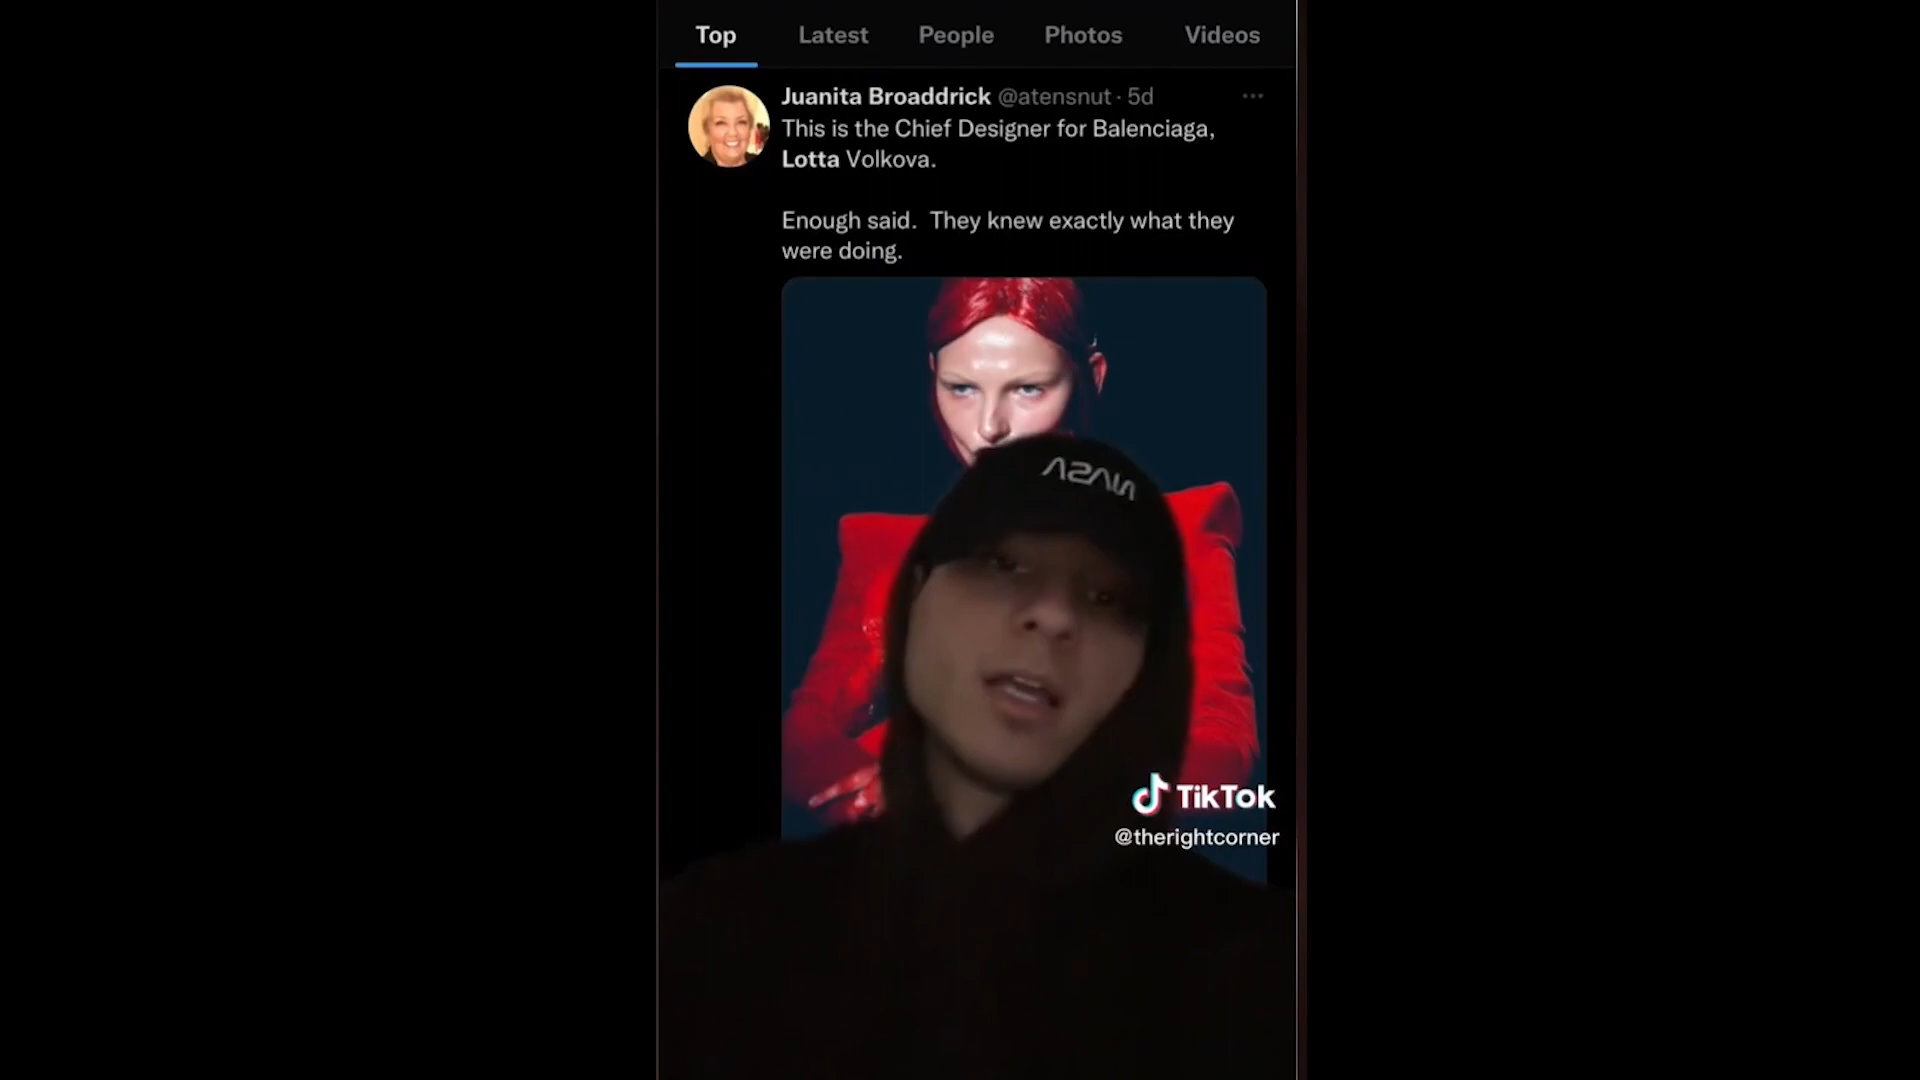 Top Latest People Photos Videos
Juanita Broaddrick @atensnut · 5d
This is the Chief Designer for Balenciaga,
Lotta Volkova.
Enough said. They knew exactly what they
were doing.
NASA
TikTok
@therightcorner